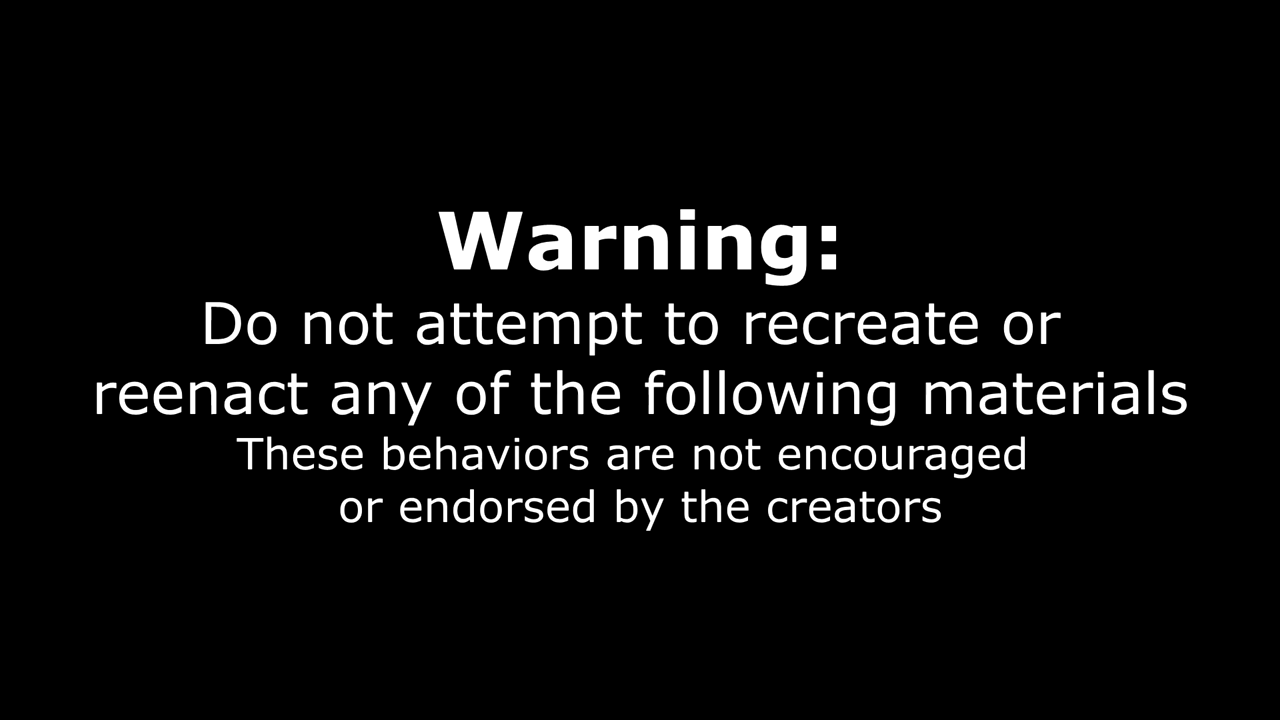 Warning:
Do not attempt to recreate or
reenact any of the following materials
These behaviors are not encouraged
or endorsed by the creators